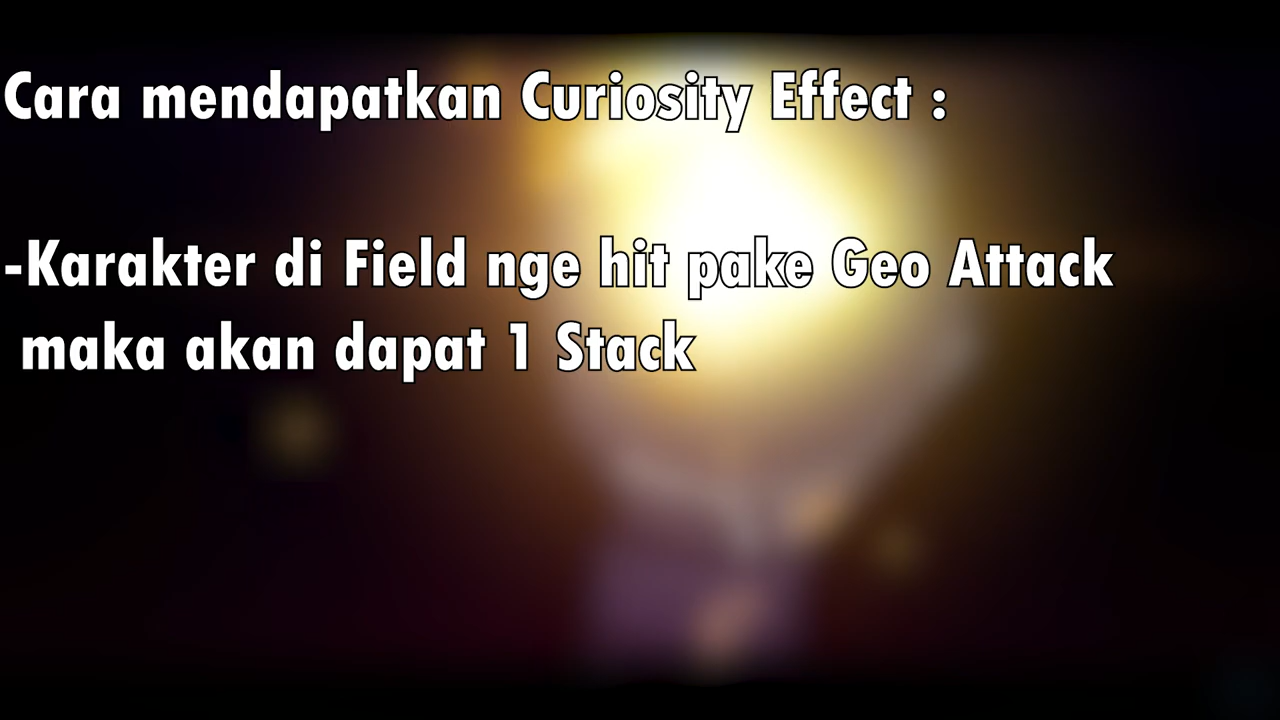 Cara mendapatkan Curiosity Effect :
-Karakter di Field nge hit pake Geo Attack
maka akan dapat 1 Stack